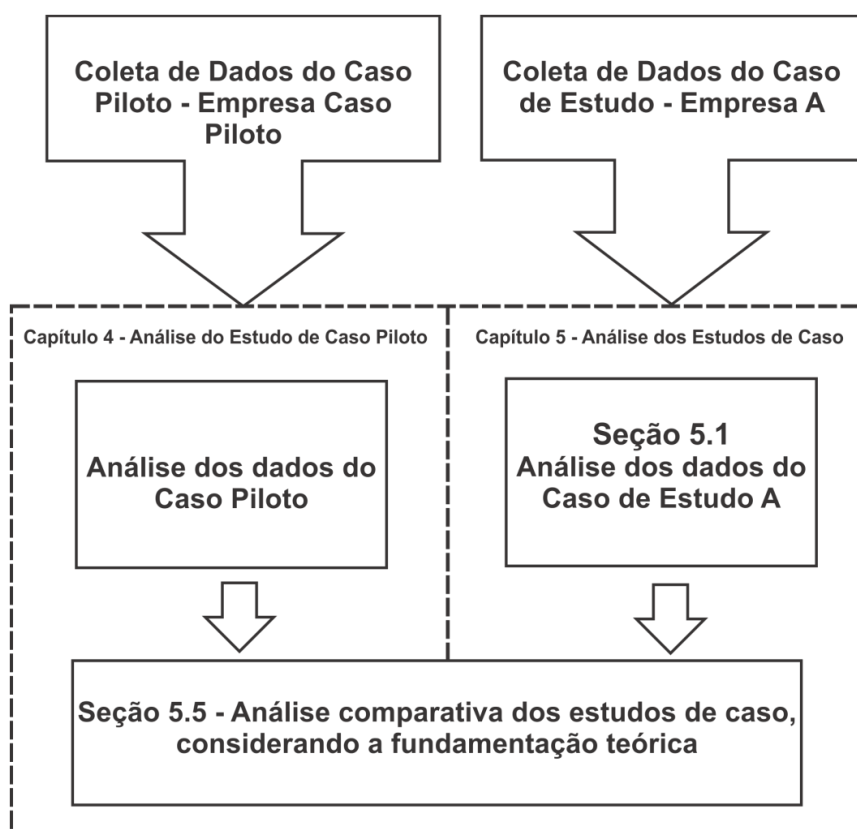 Coleta de Dados do Caso
Piloto - Empresa Caso
Piloto
Coleta de Dados do Caso
de Estudo - Empresa A
Capítulo 4 - Análise do Estudo de Caso Piloto
Capítulo 5 - Análise dos Estudos de Caso
Análise dos dados do
Caso Piloto
Seção 5.1
Análise dos dados do
Caso de Estudo A
Seção 5.5 - Análise comparativa dos estudos de caso,
considerando a fundamentação teórica